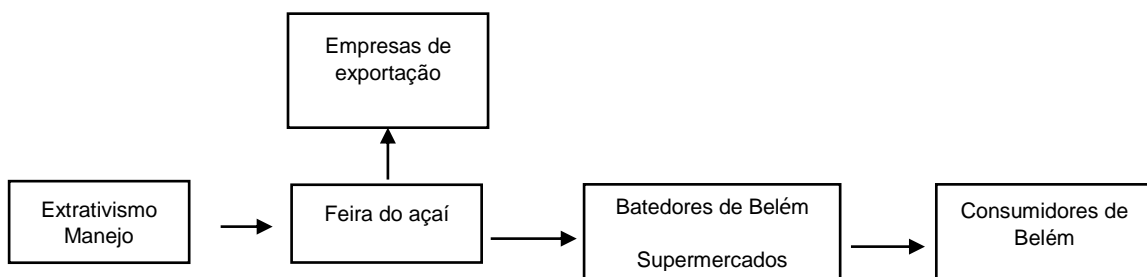 Empresas de
exportação
Extrativismo
Manejo
Feira do açaí
Batedores de Belém
Supermercados
Consumidores de
Belém